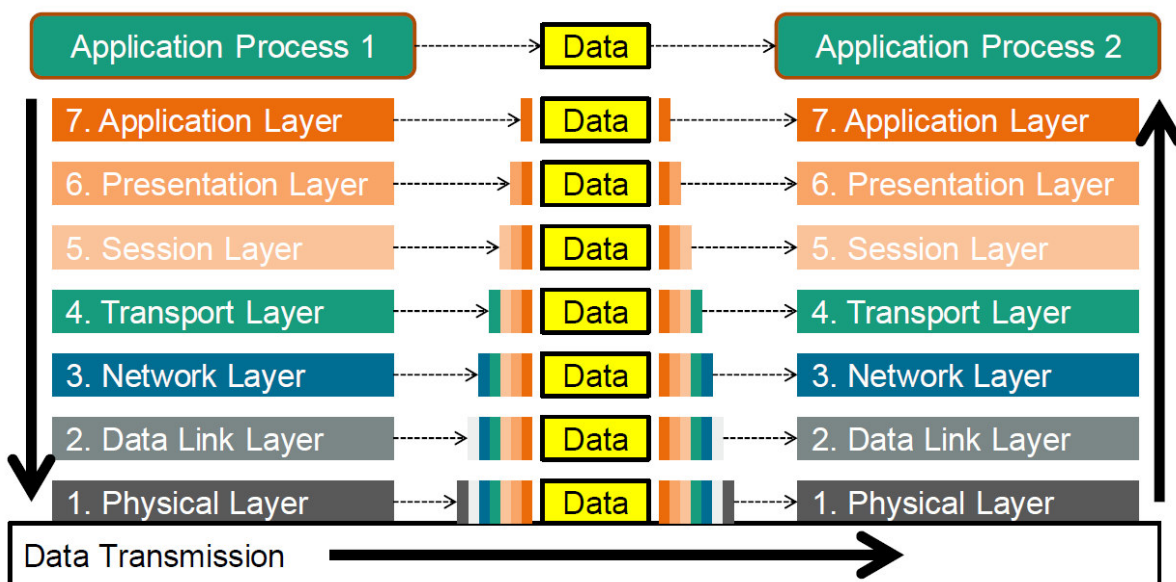 Application Process 1 Data Application Process 2
7. Application Layer Data 7. Application Layer
6. Presentation Layer Data 6. Presentation Layer
5. Session Layer Data 5. Session Layer
4. Transport Layer Data 4. Transport Layer
3. Network Layer Data 3. Network Layer
2. Data Link Layer Data 2. Data Link Layer
1. Physical Layer Data 1. Physical Layer
Data Transmission